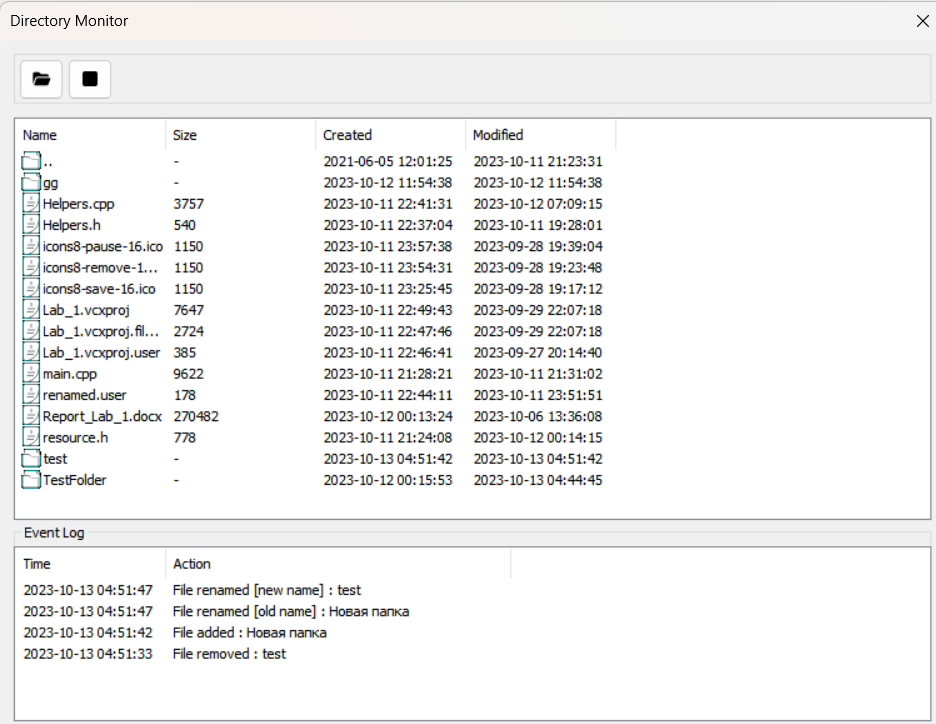 Directory Monitor
Name Size Created Modified
.. - 2021-06-05 12:01:25 2023-10-11 21:23:31
gg - 2023-10-12 11:54:38 2023-10-12 11:54:38
Helpers.cpp 3757 2023-10-11 22:41:31 2023-10-12 07:09:15
Helpers.h 540 2023-10-11 22:37:04 2023-10-11 19:28:01
icons8-pause-16.ico 1150 2023-10-11 23:57:38 2023-09-28 19:39:04
icons8-remove-1... 1150 2023-10-11 23:54:31 2023-09-28 19:23:48
icons8-save-16.ico 1150 2023-10-11 23:25:45 2023-09-28 19:17:12
Lab_1.vcxproj 7647 2023-10-11 22:49:43 2023-09-29 22:07:18
Lab_1.vcxproj.fil... 2724 2023-10-11 22:47:46 2023-09-29 22:07:18
Lab_1.vcxproj.user 385 2023-10-11 22:46:41 2023-09-27 20:14:40
main.cpp 9622 2023-10-11 21:28:21 2023-10-11 21:31:02
renamed.user 178 2023-10-11 22:44:11 2023-10-11 23:51:51
Report_Lab_1.docx 270482 2023-10-12 00:13:24 2023-10-06 13:36:08
resource.h 778 2023-10-11 21:24:08 2023-10-12 00:14:15
test - 2023-10-13 04:51:42 2023-10-13 04:51:42
TestFolder - 2023-10-12 00:15:53 2023-10-13 04:44:45
Event Log
Time Action
2023-10-13 04:51:47 File renamed [new name] : test
2023-10-13 04:51:47 File renamed [old name] : Новая папка
2023-10-13 04:51:42 File added : Новая папка
2023-10-13 04:51:33 File removed : test